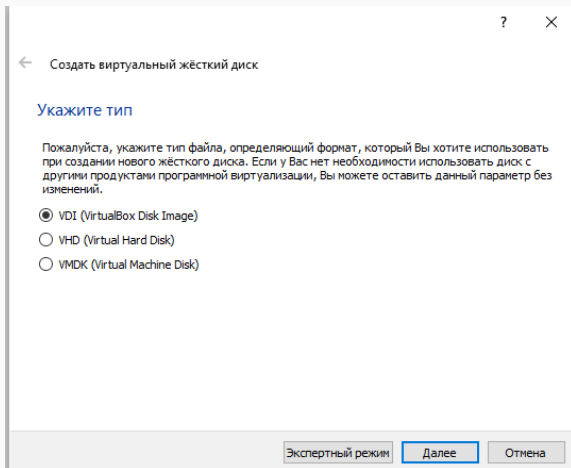 ?
Создать виртуальный жёсткий диск
Укажите тип
Пожалуйста, укажите тип файла, определяющий формат, который Вы хотите использовать
при создании нового жёсткого диска. Если у Вас нет необходимости использовать диск с
другими продуктами программной виртуализации, Вы можете оставить данный параметр без
изменений.
VDI (VirtualBox Disk Image)
VHD (Virtual Hard Disk)
VMDK (Virtual Machine Disk)
Экспертный режим Далее Отмена